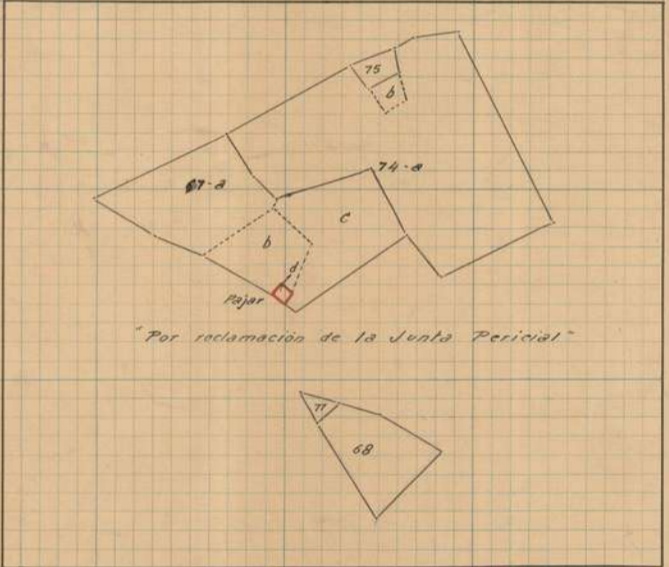 75
b
74-a
67-a
c
b
d
Pajar
"Por reclamación de la Junta Pericial"
77
68